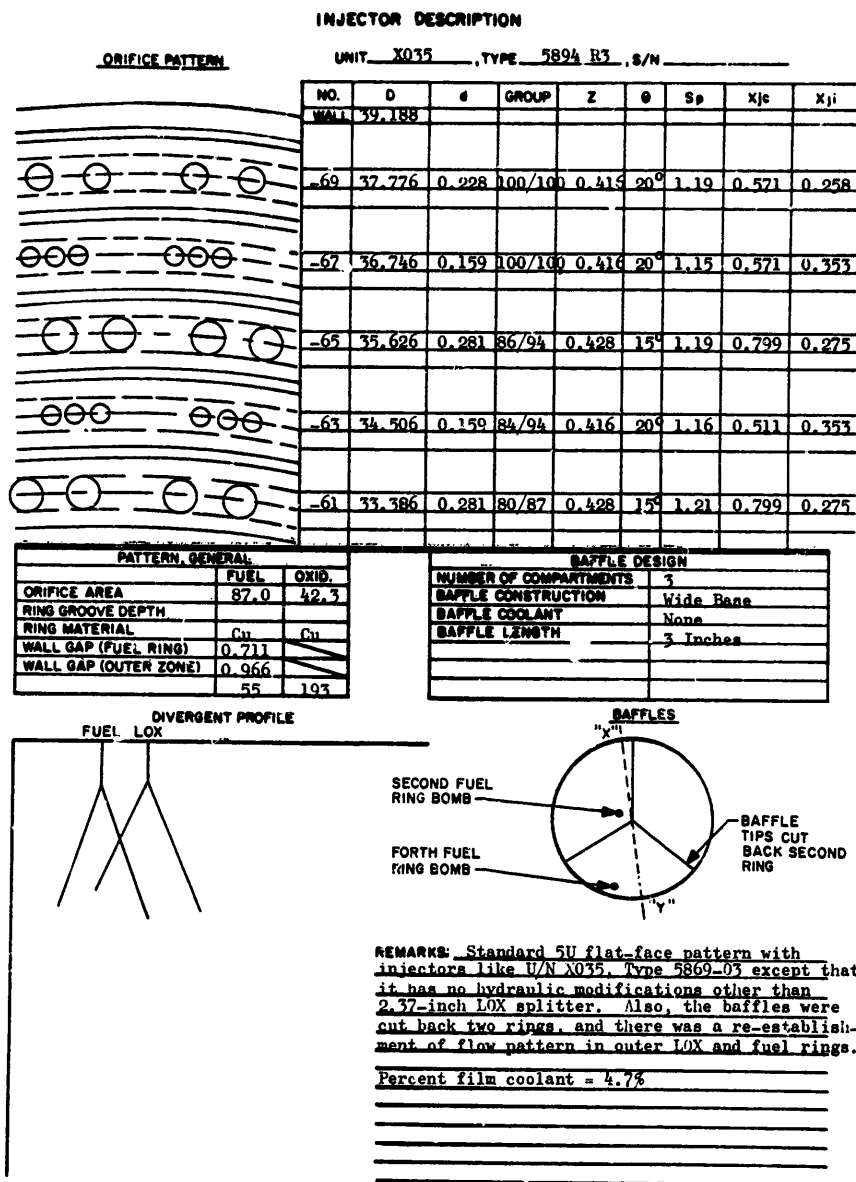 INJECTOR DESCRIPTION
ORIFICE PATTERN
UNIT X035 , TYPE 5894 R3 , S/N
NO. D d GROUP Z θ Sp Xjc Xji
WALL 39.188
-69 37.776 0.228 100/100 0.415 20° 1.19 0.571 0.258
-67 36.746 0.159 100/100 0.416 20° 1.15 0.571 0.353
-65 35.626 0.281 86/94 0.428 15° 1.19 0.799 0.275
-63 34.506 0.159 84/94 0.416 20° 1.16 0.511 0.353
-61 33.386 0.281 80/87 0.428 15° 1.21 0.799 0.275
PATTERN, GENERAL
FUEL OXID.
ORIFICE AREA 87.0 42.3
RING GROOVE DEPTH
RING MATERIAL Cu Cu
WALL GAP (FUEL RING) 0.711
WALL GAP (OUTER ZONE) 0.966
55 193
BAFFLE DESIGN
NUMBER OF COMPARTMENTS 3
BAFFLE CONSTRUCTION Wide Base
BAFFLE COOLANT None
BAFFLE LENGTH 3 Inches
DIVERGENT PROFILE
FUEL LOX
BAFFLES
"X"
SECOND FUEL
RING BOMB
FORTH FUEL
RING BOMB
BAFFLE
TIPS CUT
BACK SECOND
RING
"Y"
REMARKS: Standard 5U flat-face pattern with
injectors like U/N X035, Type 5869-03 except that
it has no hydraulic modifications other than
2.37-inch LOX splitter. Also, the baffles were
cut back two rings, and there was a re-establish-
ment of flow pattern in outer LOX and fuel rings.
Percent film coolant = 4.7%